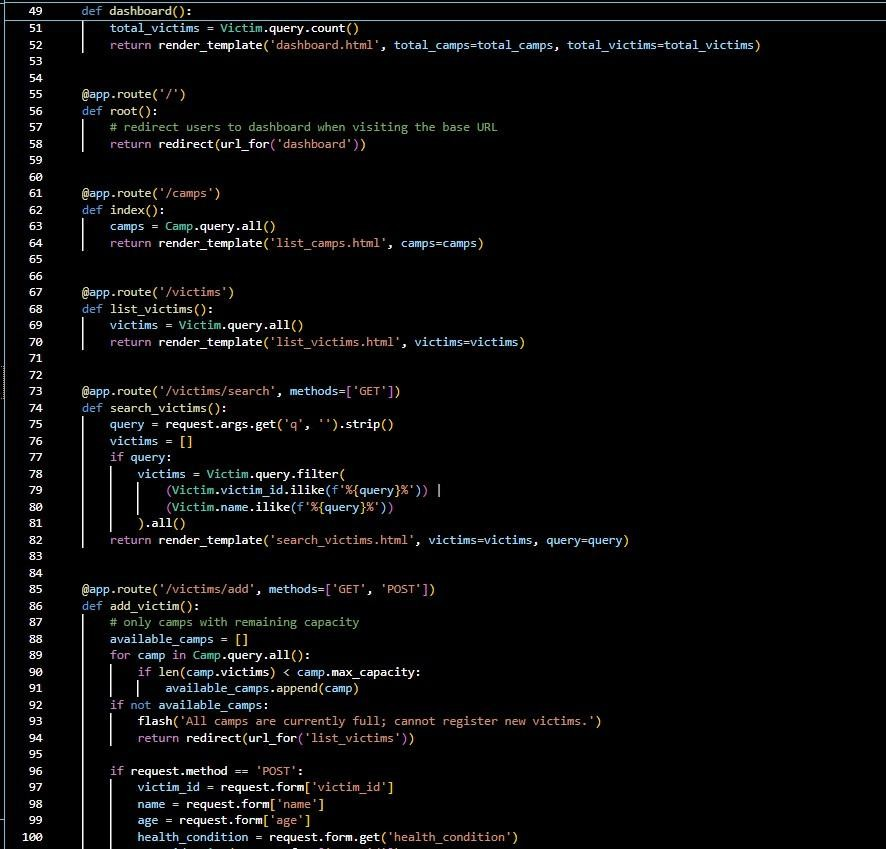 49 def dashboard():
51     total_victims = Victim.query.count()
52     return render_template('dashboard.html', total_camps=total_camps, total_victims=total_victims)
53
54
55 @app.route('/')
56 def root():
57     # redirect users to dashboard when visiting the base URL
58     return redirect(url_for('dashboard'))
59
60
61 @app.route('/camps')
62 def index():
63     camps = Camp.query.all()
64     return render_template('list_camps.html', camps=camps)
65
66
67 @app.route('/victims')
68 def list_victims():
69     victims = Victim.query.all()
70     return render_template('list_victims.html', victims=victims)
71
72
73 @app.route('/victims/search', methods=['GET'])
74 def search_victims():
75     query = request.args.get('q', '').strip()
76     victims = []
77     if query:
78         victims = Victim.query.filter(
79             (Victim.victim_id.ilike(f'%{query}%')) |
80             (Victim.name.ilike(f'%{query}%'))
81         ).all()
82     return render_template('search_victims.html', victims=victims, query=query)
83
84
85 @app.route('/victims/add', methods=['GET', 'POST'])
86 def add_victim():
87     # only camps with remaining capacity
88     available_camps = []
89     for camp in Camp.query.all():
90         if len(camp.victims) < camp.max_capacity:
91             available_camps.append(camp)
92     if not available_camps:
93         flash('All camps are currently full; cannot register new victims.')
94         return redirect(url_for('list_victims'))
95
96     if request.method == 'POST':
97         victim_id = request.form['victim_id']
98         name = request.form['name']
99         age = request.form['age']
100         health_condition = request.form.get('health_condition')